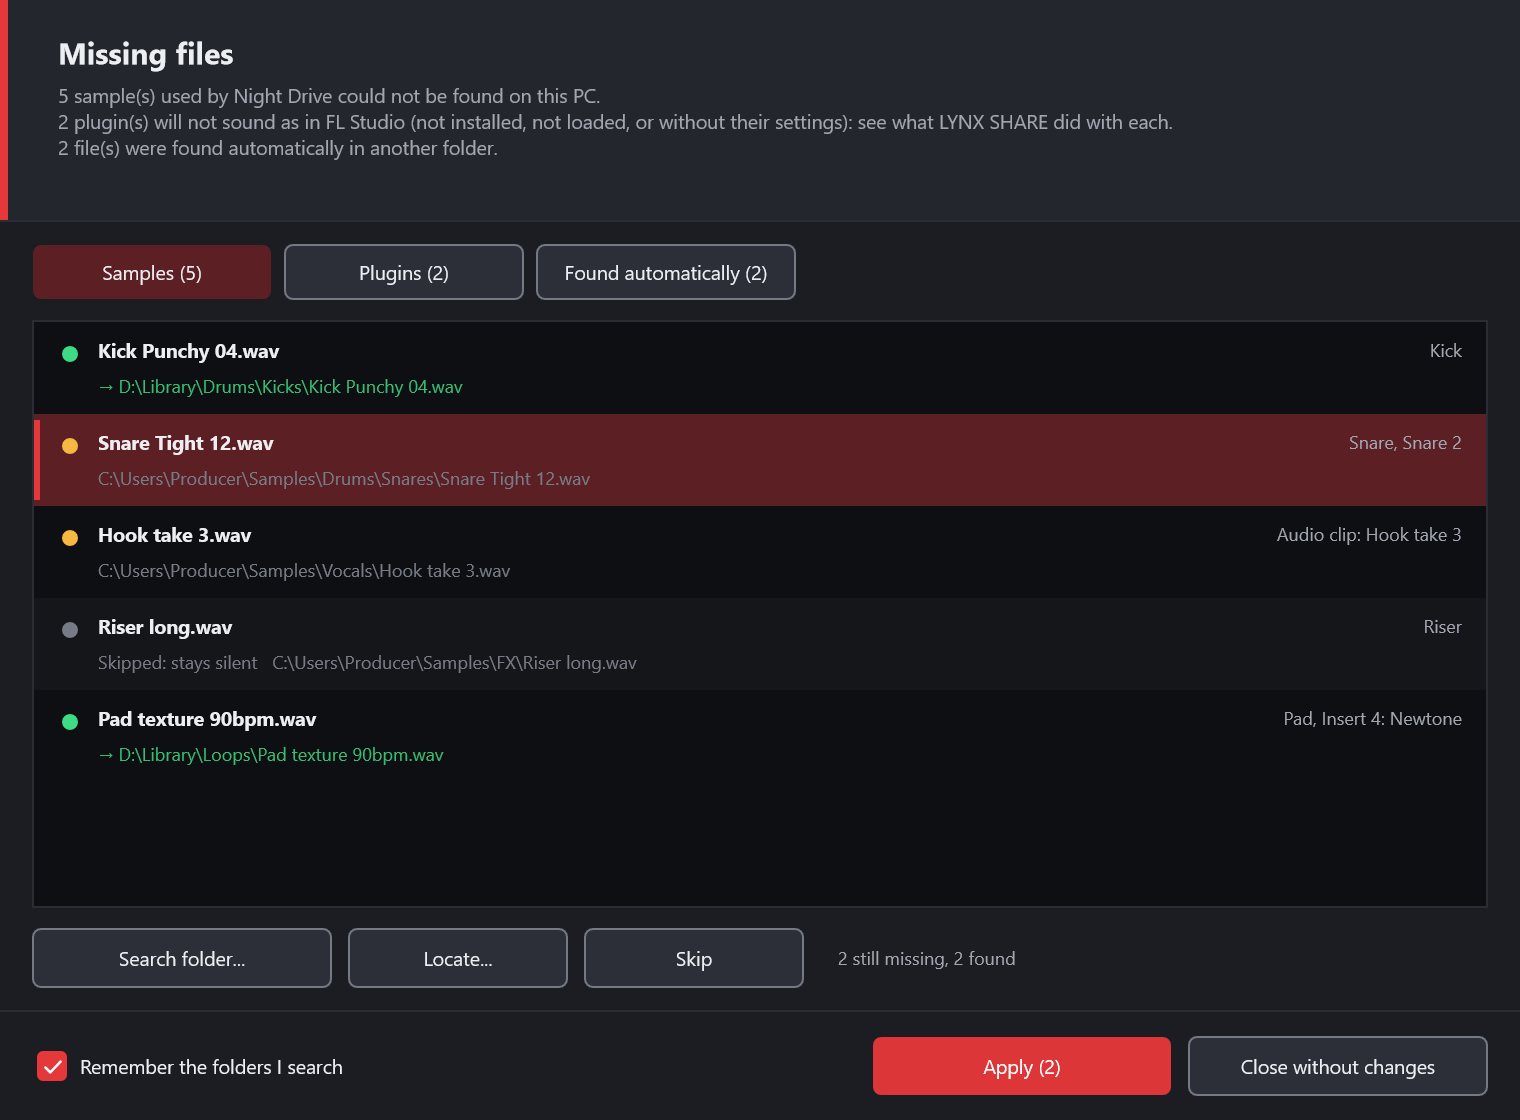 Missing files
5 sample(s) used by Night Drive could not be found on this PC.
2 plugin(s) will not sound as in FL Studio (not installed, not loaded, or without their settings): see what LYNX SHARE did with each.
2 file(s) were found automatically in another folder.
Samples (5)
Plugins (2)
Found automatically (2)
Kick Punchy 04.wav
Kick
→ D:\Library\Drums\Kicks\Kick Punchy 04.wav
Snare Tight 12.wav
Snare, Snare 2
C:\Users\Producer\Samples\Drums\Snares\Snare Tight 12.wav
Hook take 3.wav
Audio clip: Hook take 3
C:\Users\Producer\Samples\Vocals\Hook take 3.wav
Riser long.wav
Riser
Skipped: stays silent C:\Users\Producer\Samples\FX\Riser long.wav
Pad texture 90bpm.wav
Pad, Insert 4: Newtone
→ D:\Library\Loops\Pad texture 90bpm.wav
Search folder...
Locate...
Skip
2 still missing, 2 found
Remember the folders I search
Apply (2)
Close without changes